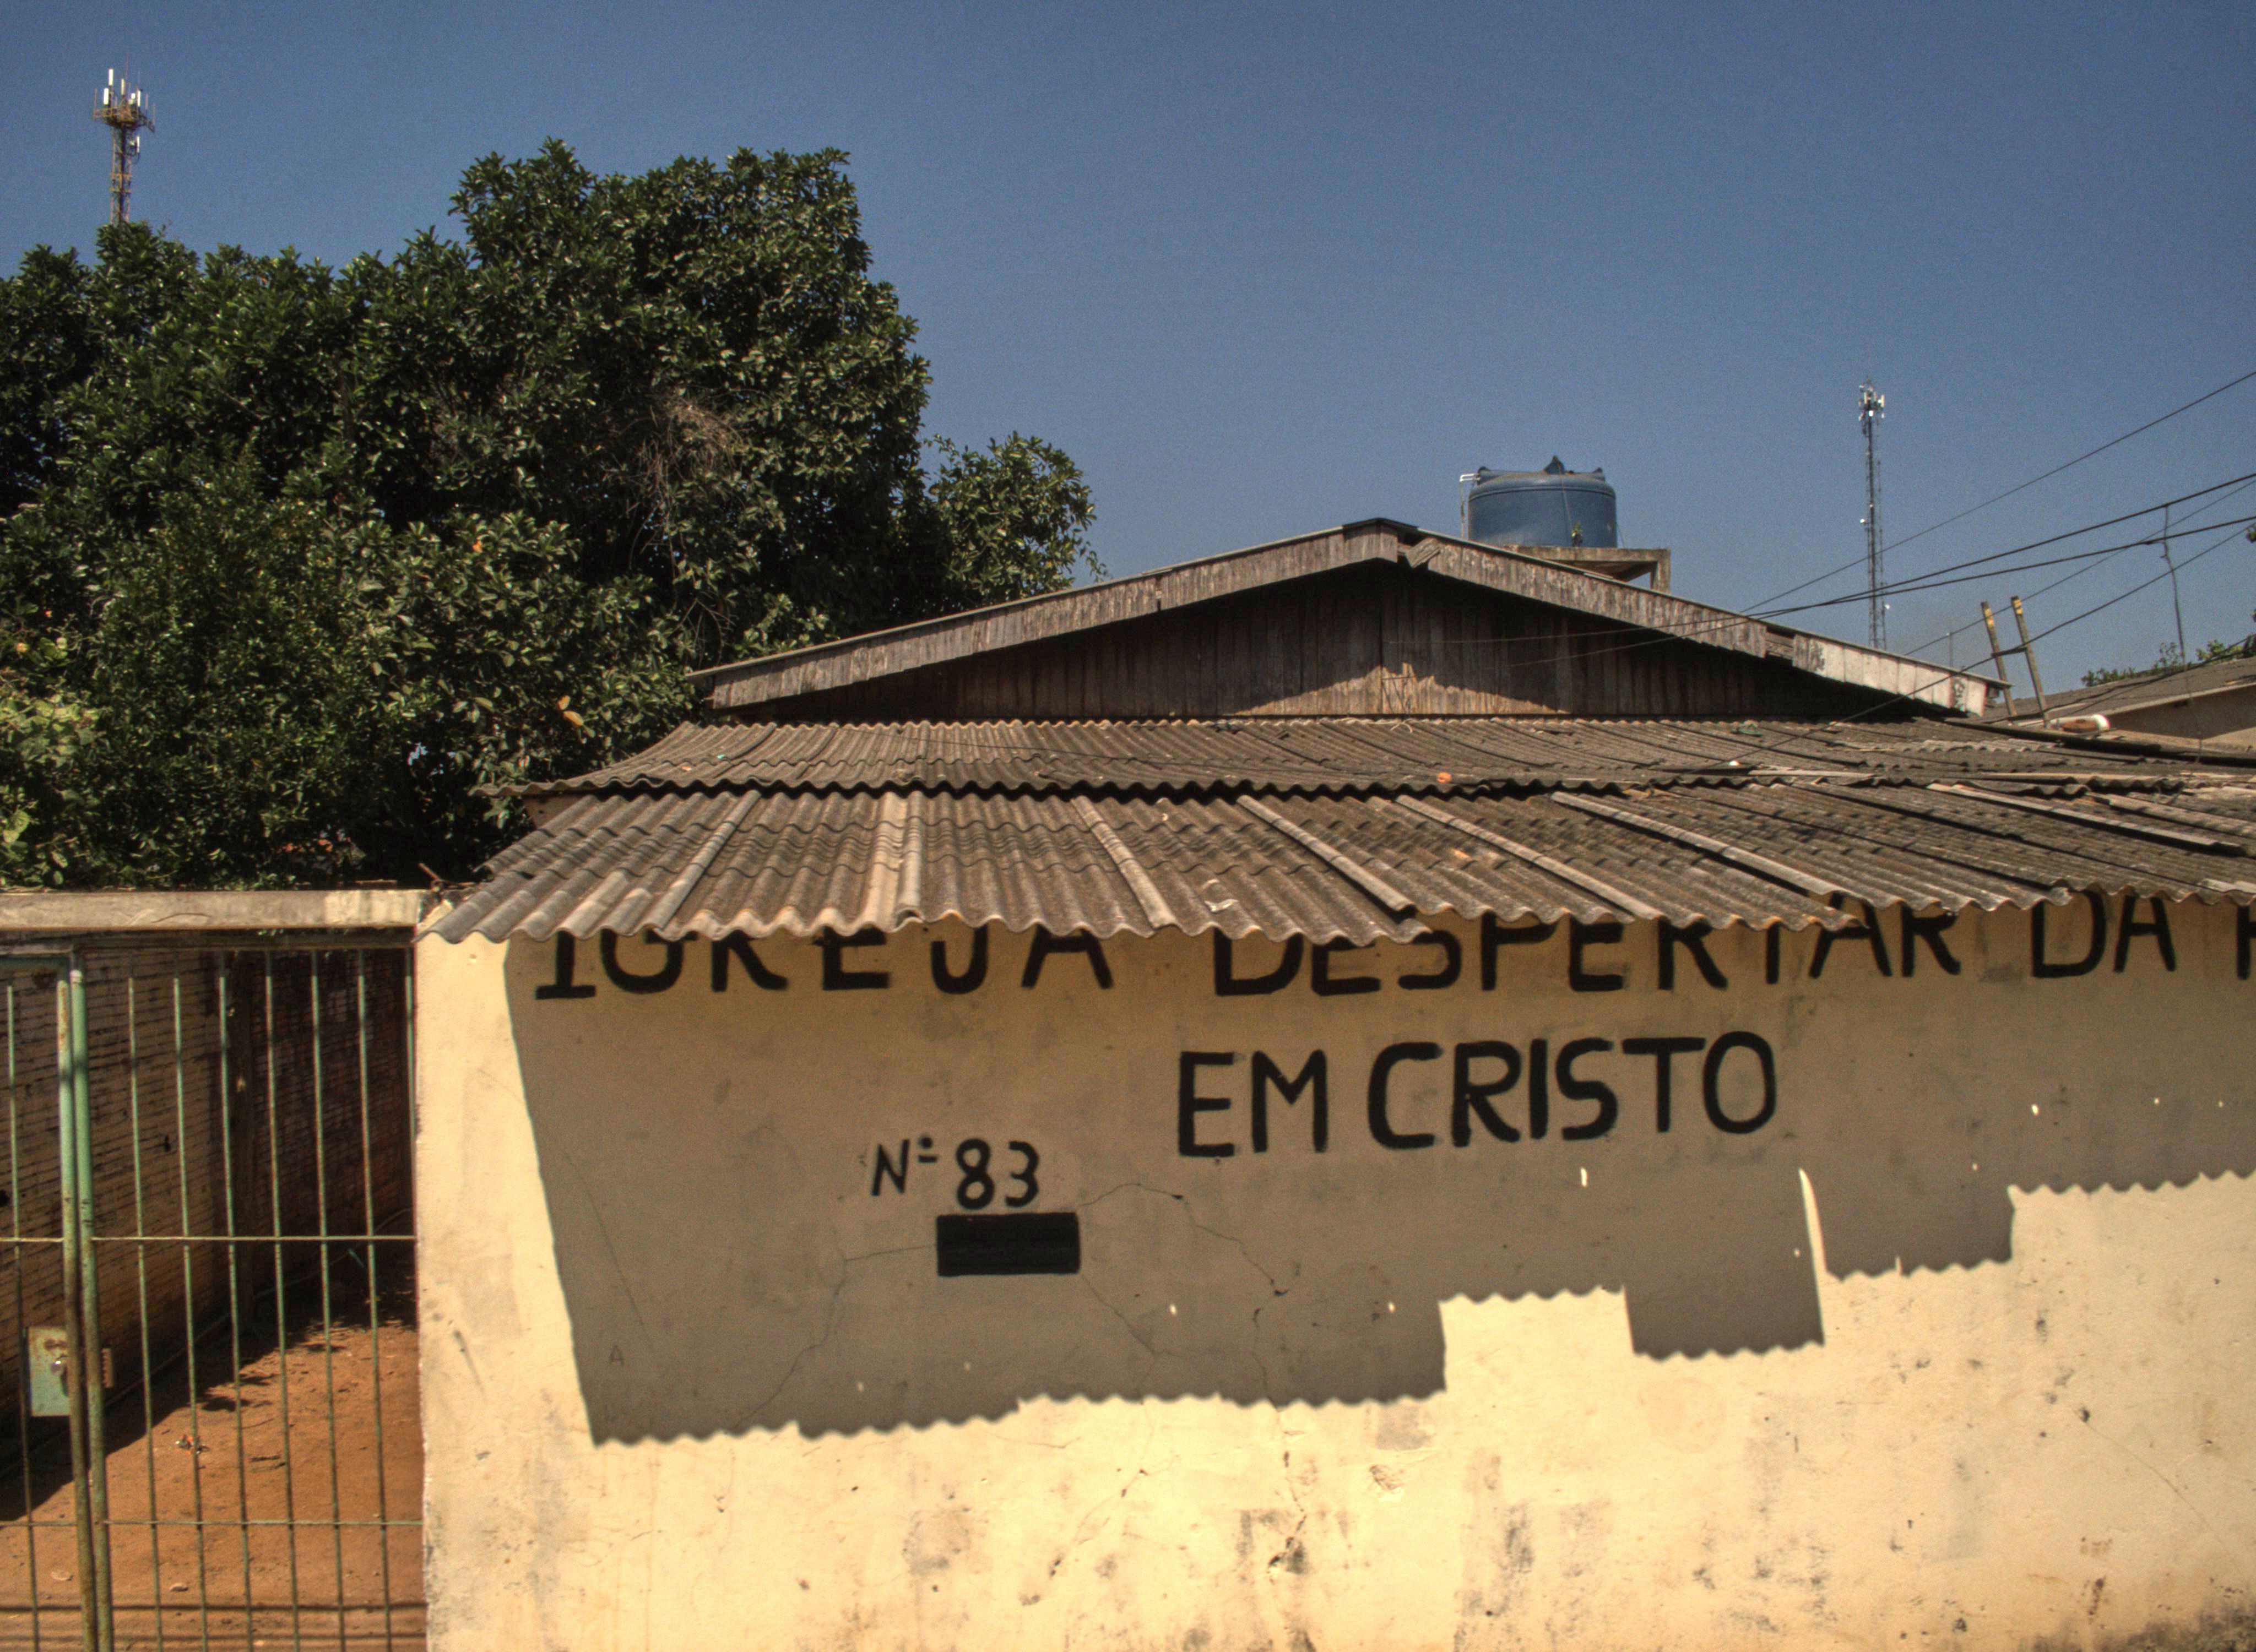 IGREJA DESPERTAR DA
EM CRISTO
Nº 83